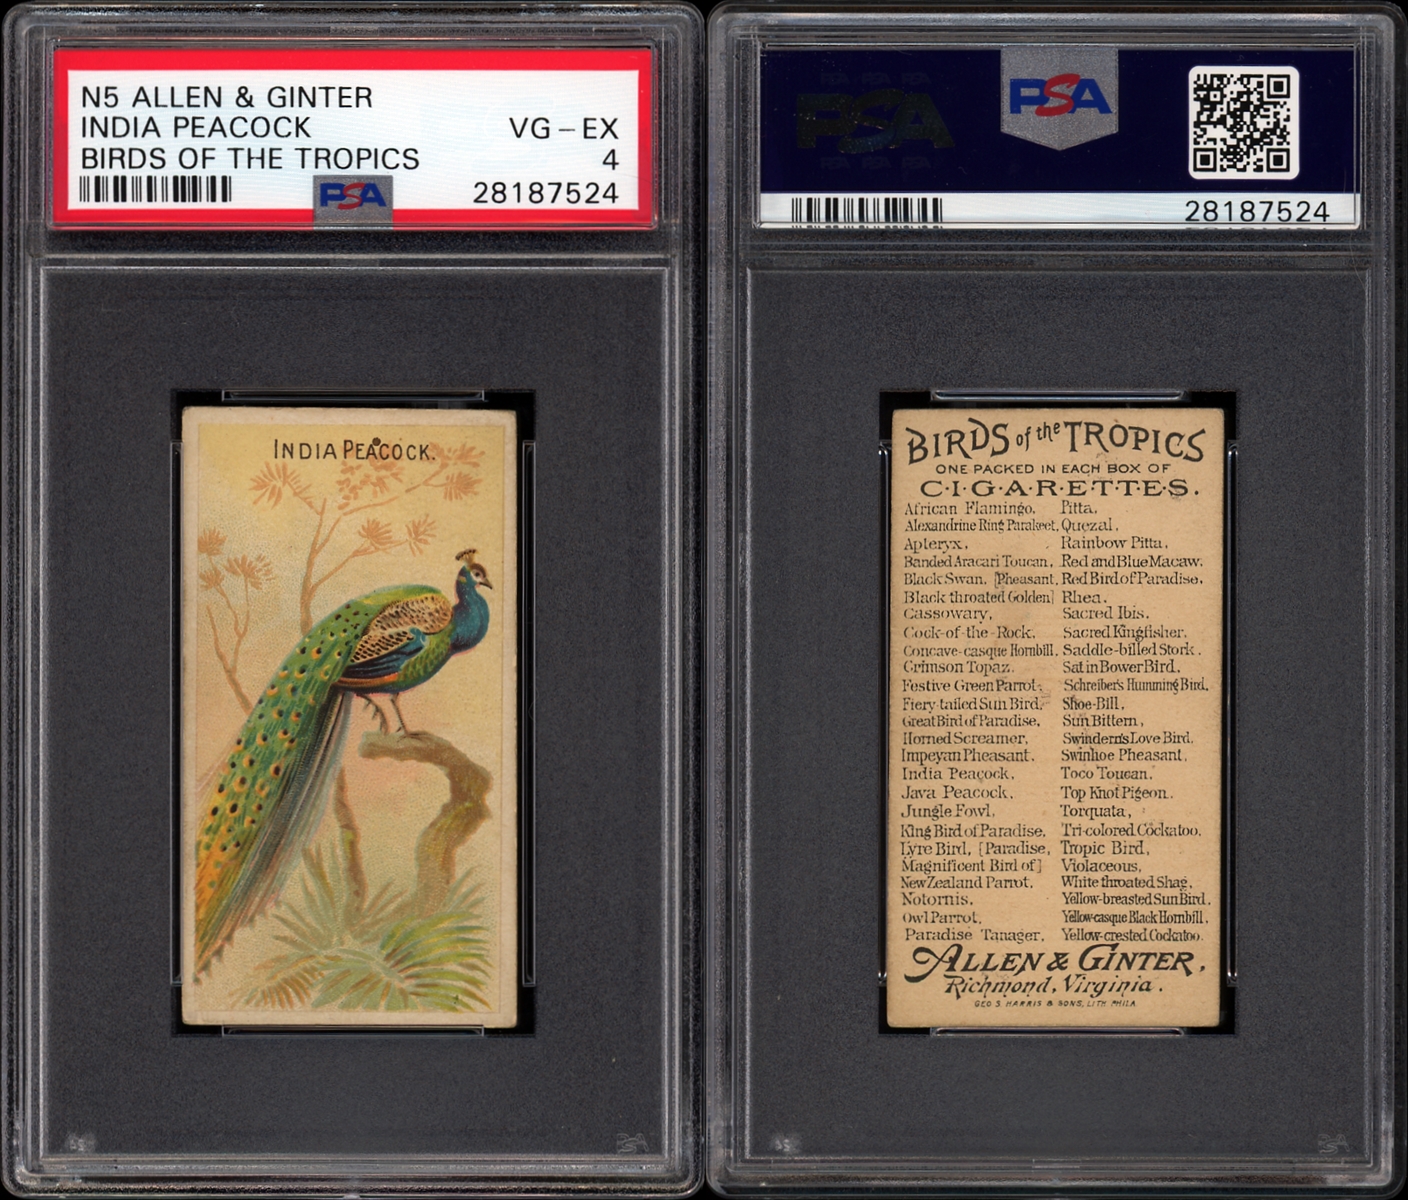 N5 ALLEN & GINTER
INDIA PEACOCK VG – EX
BIRDS OF THE TROPICS 4
PSA 28187524
INDIA PEACOCK.
PSA
PSA
28187524
BIRDS of the TROPICS
ONE PACKED IN EACH BOX OF
C·I·G·A·R·E·T·T·E·S.
African Flamingo. Pitta.
Alexandrine Ring Parakeet, Quezal,
Apteryx, Rainbow Pitta,
Banded Aracari Toucan, Red and Blue Macaw.
Black Swan. [Pheasant, Red Bird of Paradise,
Black throated Golden] Rhea.
Cassowary, Sacred Ibis.
Cock-of-the-Rock. Sacred Kingfisher.
Concave-casque Hornbill. Saddle-billed Stork.
Crimson Topaz. Satin Bower Bird.
Festive Green Parrot. Schreiber's Humming Bird,
Fiery-tailed Sun Bird. Shoe-Bill,
Great Bird of Paradise, Sun Bittern,
Horned Screamer, Swindern's Love Bird.
Impeyan Pheasant. Swinhoe Pheasant,
India Peacock. Toco Toucan.
Java Peacock. Top Knot Pigeon.
Jungle Fowl, Torquata,
King Bird of Paradise. Tri-colored Cockatoo.
Lyre Bird, [Paradise, Tropic Bird,
Magnificent Bird of] Violaceous,
New Zealand Parrot. White throated Shag,
Notornis. Yellow-breasted Sun Bird.
Owl Parrot. Yellow-casque Black Hornbill,
Paradise Tanager. Yellow-crested Cockatoo.
ALLEN & GINTER,
Richmond, Virginia.
GEO. S. HARRIS & SONS, LITH. PHILA.